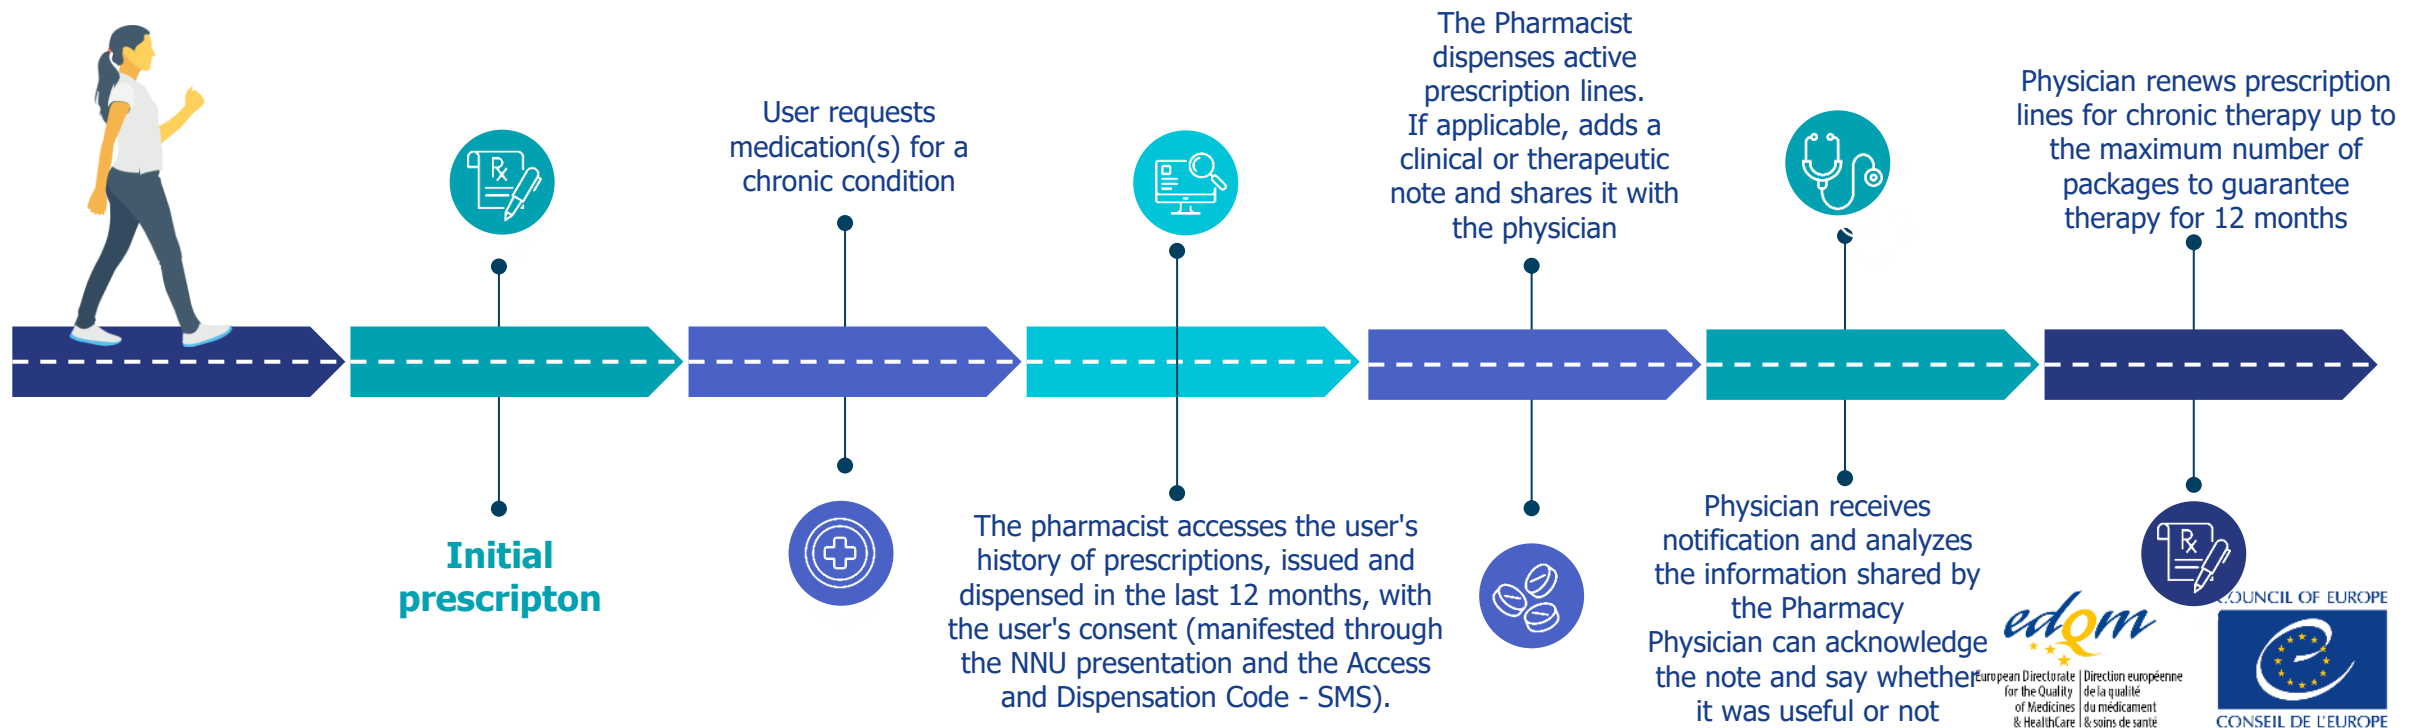 Initial
prescripton
User requests
medication(s) for a
chronic condition
The pharmacist accesses the user's
history of prescriptions, issued and
dispensed in the last 12 months, with
the user's consent (manifested through
the NNU presentation and the Access
and Dispensation Code - SMS).
The Pharmacist
dispenses active
prescription lines.
If applicable, adds a
clinical or therapeutic
note and shares it with
the physician
Physician receives
notification and analyzes
the information shared by
the Pharmacy
Physician can acknowledge
the note and say whether
it was useful or not
Physician renews prescription
lines for chronic therapy up to
the maximum number of
packages to guarantee
therapy for 12 months
Rx
Rx
edqm
European Directorate
for the Quality
of Medicines
& HealthCare
Direction européenne
de la qualité
du médicament
& soins de santé
COUNCIL OF EUROPE
CONSEIL DE L'EUROPE